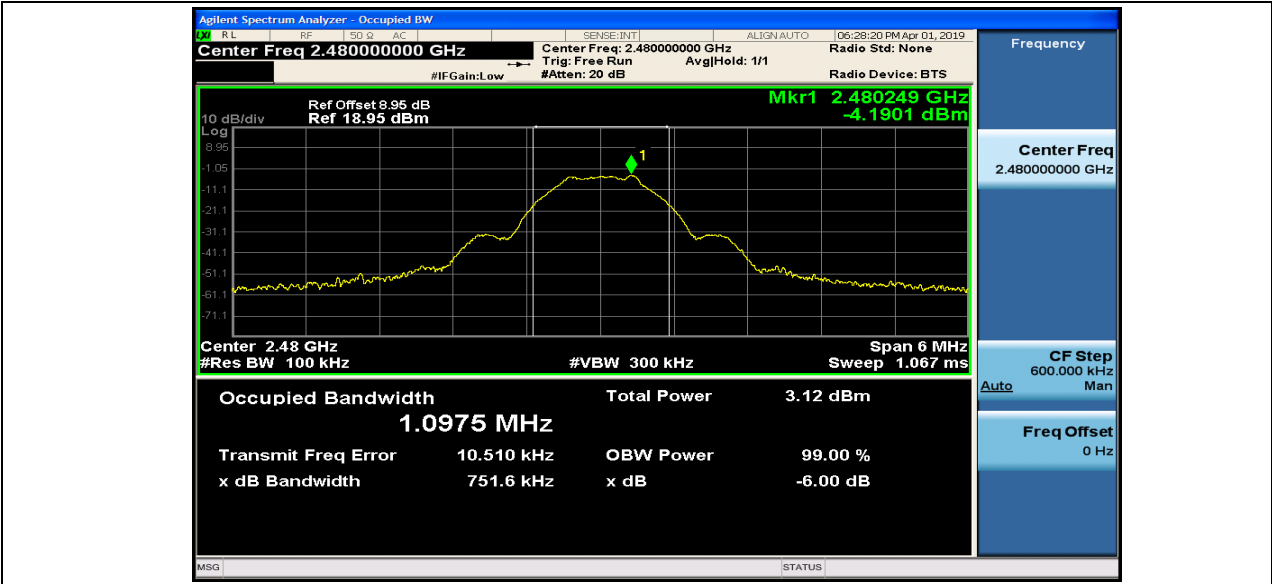 Agilent Spectrum Analyzer - Occupied BW
LXI RL RF 50 Ω AC SENSE:INT ALIGN AUTO 06:28:20 PM Apr 01, 2019
Center Freq 2.480000000 GHz
Center Freq: 2.480000000 GHz
Radio Std: None
Trig: Free Run Avg|Hold: 1/1
#IFGain:Low #Atten: 20 dB Radio Device: BTS
Mkr1 2.480249 GHz
-4.1901 dBm
Ref Offset 8.95 dB
10 dB/div Ref 18.95 dBm
Log
8.95
1
-1.05
-11.1
-21.1
-31.1
-41.1
-51.1
-61.1
-71.1
Center 2.48 GHz Span 6 MHz
#Res BW 100 kHz #VBW 300 kHz Sweep 1.067 ms
Occupied Bandwidth Total Power 3.12 dBm
1.0975 MHz
Transmit Freq Error 10.510 kHz OBW Power 99.00 %
x dB Bandwidth 751.6 kHz x dB -6.00 dB
MSG STATUS
Frequency
Center Freq
2.480000000 GHz
CF Step
600.000 kHz
Auto Man
Freq Offset
0 Hz